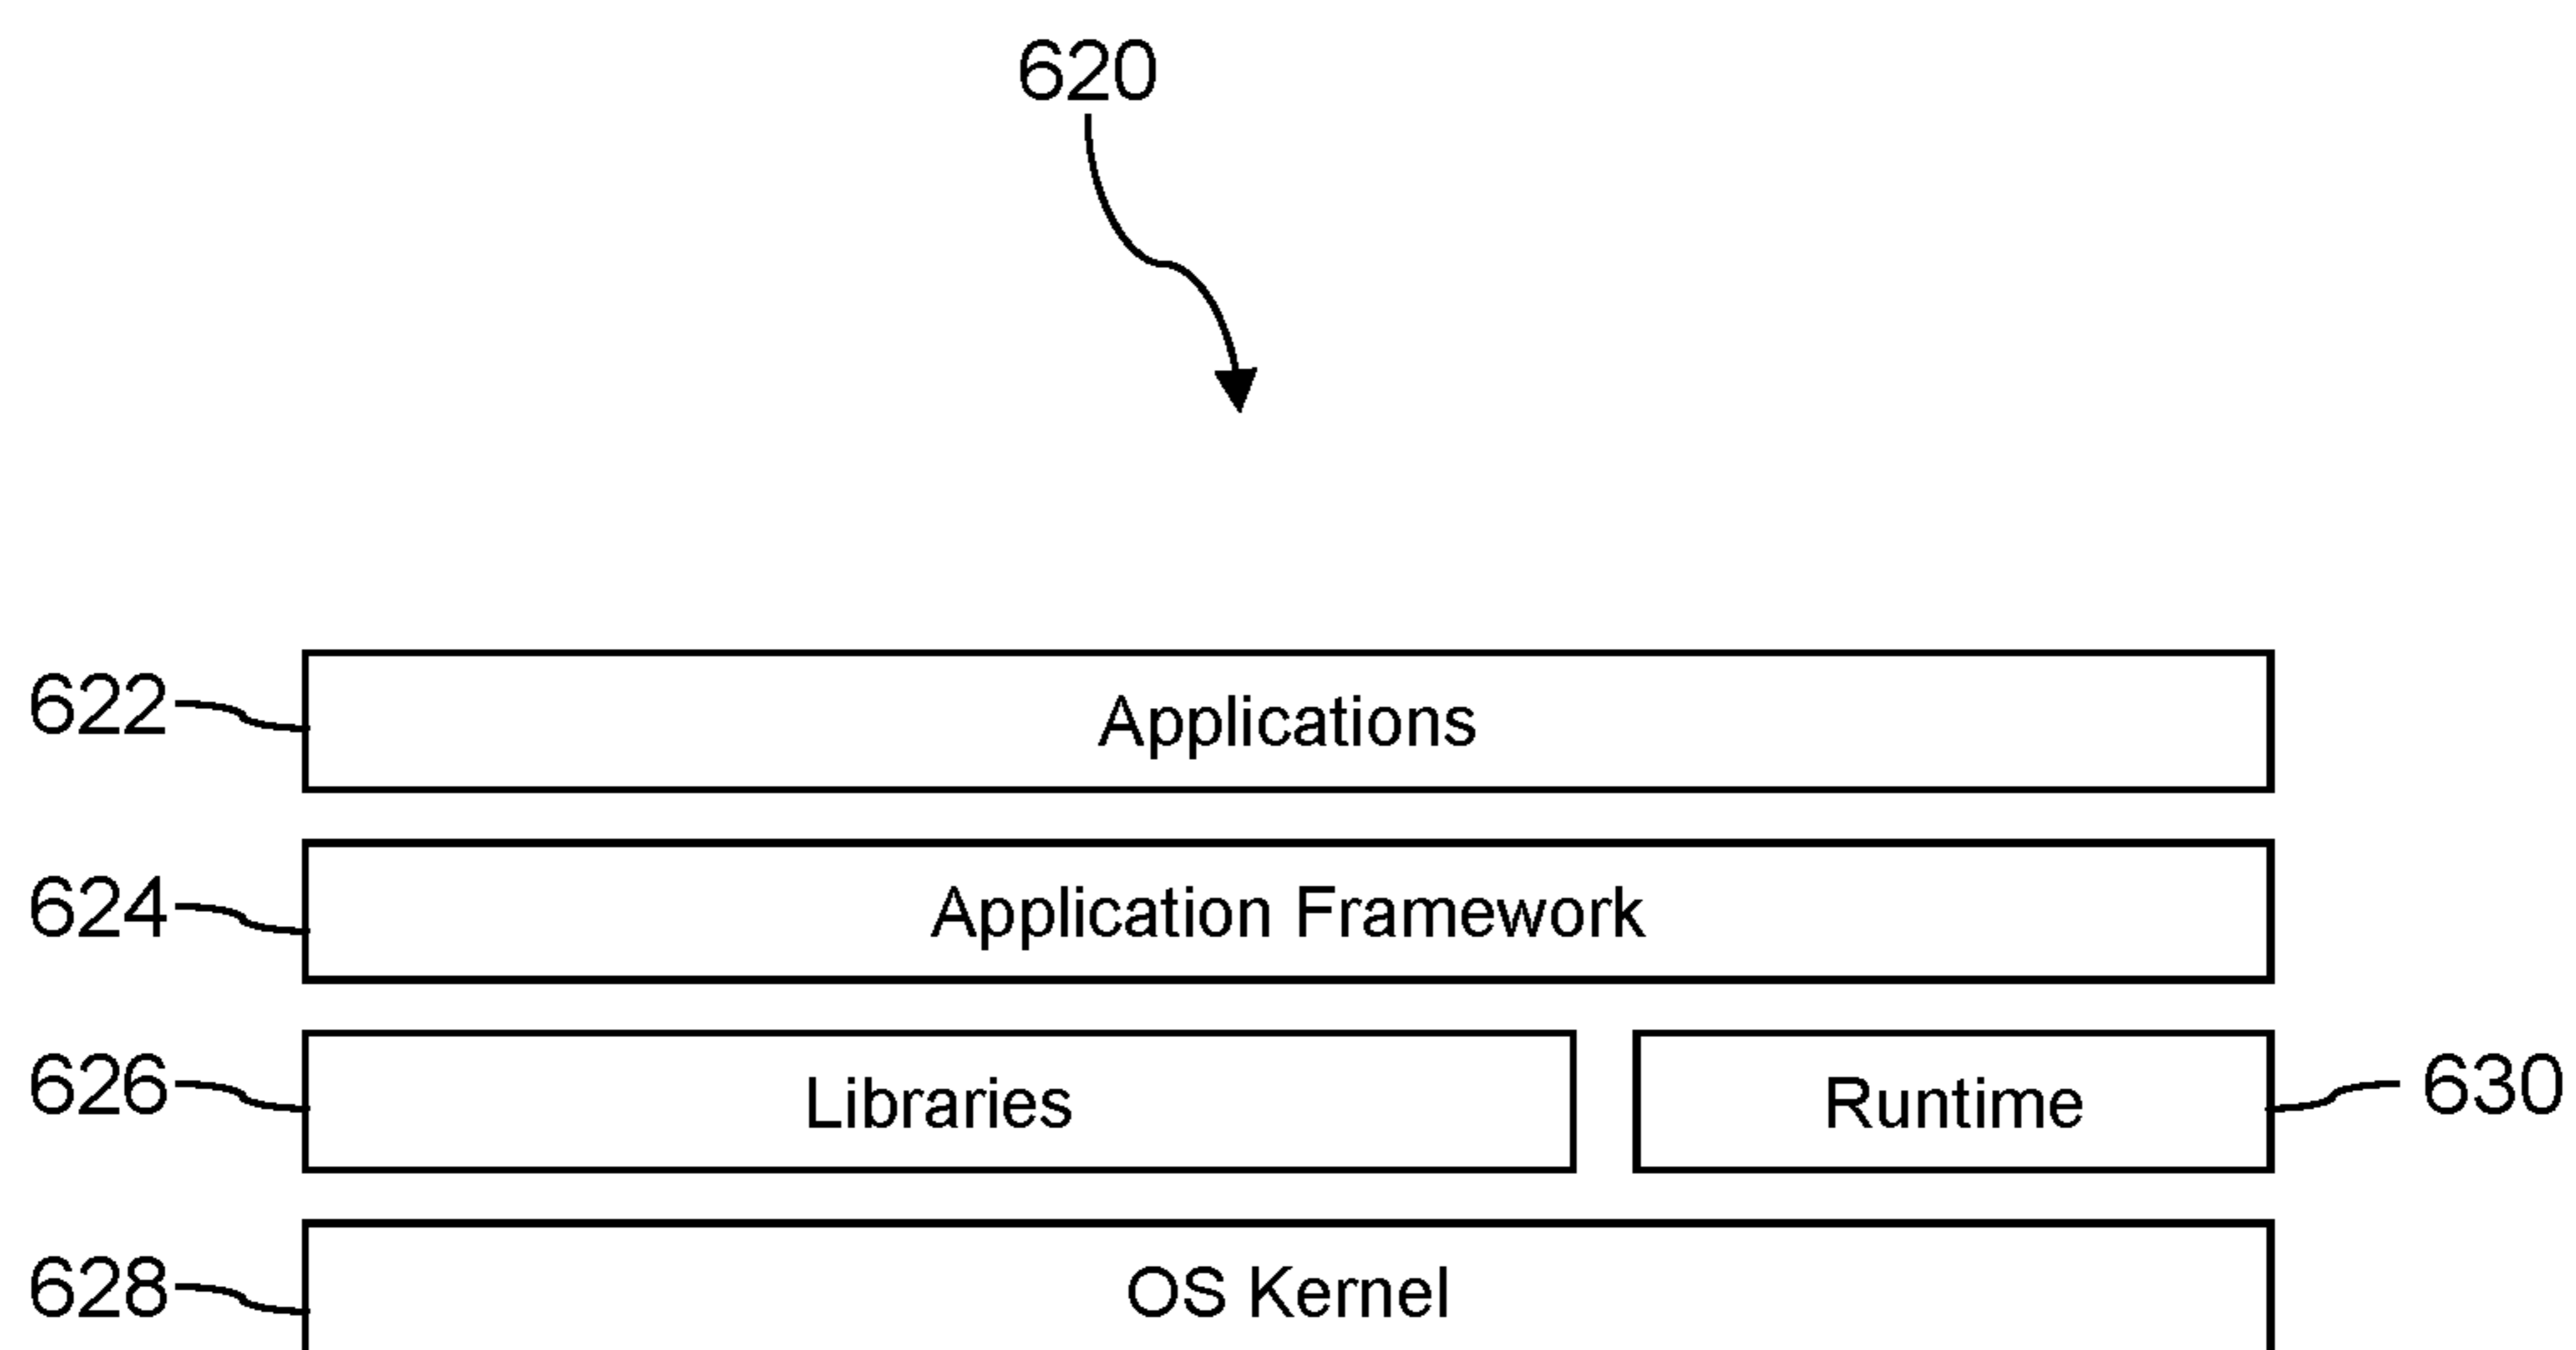 620
622 Applications
624 Application Framework
626 Libraries Runtime 630
628 OS Kernel